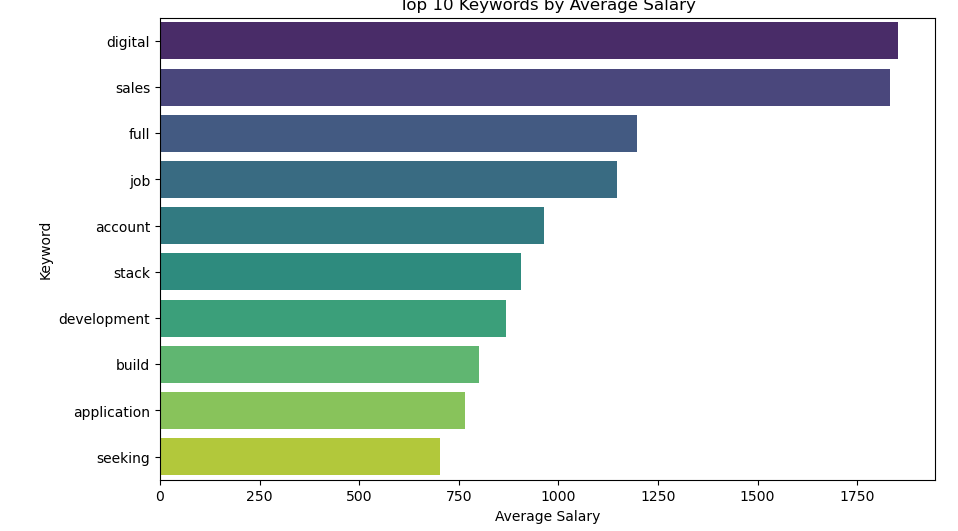 Top 10 Keywords by Average Salary
digital
sales
full
job
account
stack
development
build
application
seeking
Keyword
0 250 500 750 1000 1250 1500 1750
Average Salary